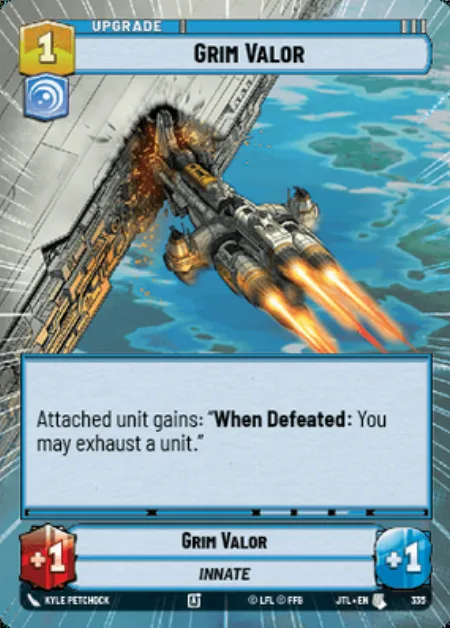 UPGRADE
1
GRIM VALOR
Attached unit gains: “When Defeated: You
may exhaust a unit.”
+1
GRIM VALOR
+1
INNATE
KYLE PETCHOCK
A
© LFL © FFG
JTL • EN
335